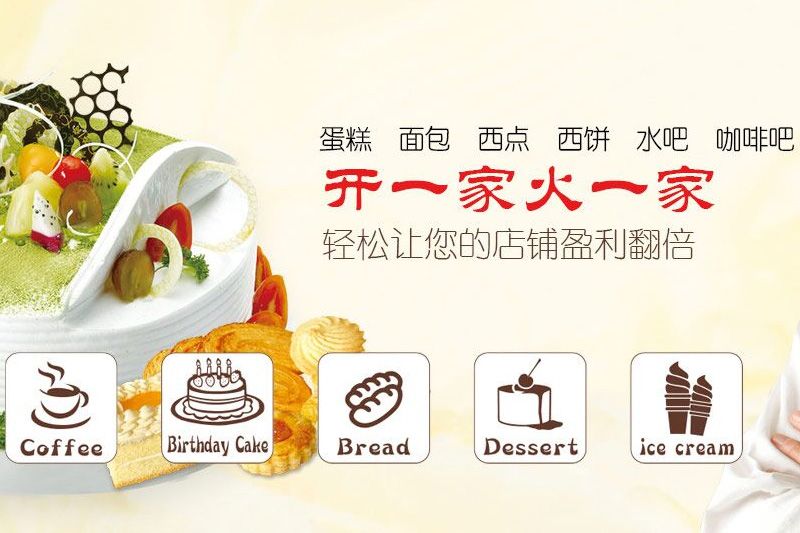 蛋糕 面包 西点 西饼 水吧 咖啡吧
开一家火一家
轻松让您的店铺盈利翻倍
Coffee
Birthday Cake
Bread
Dessert
ice cream